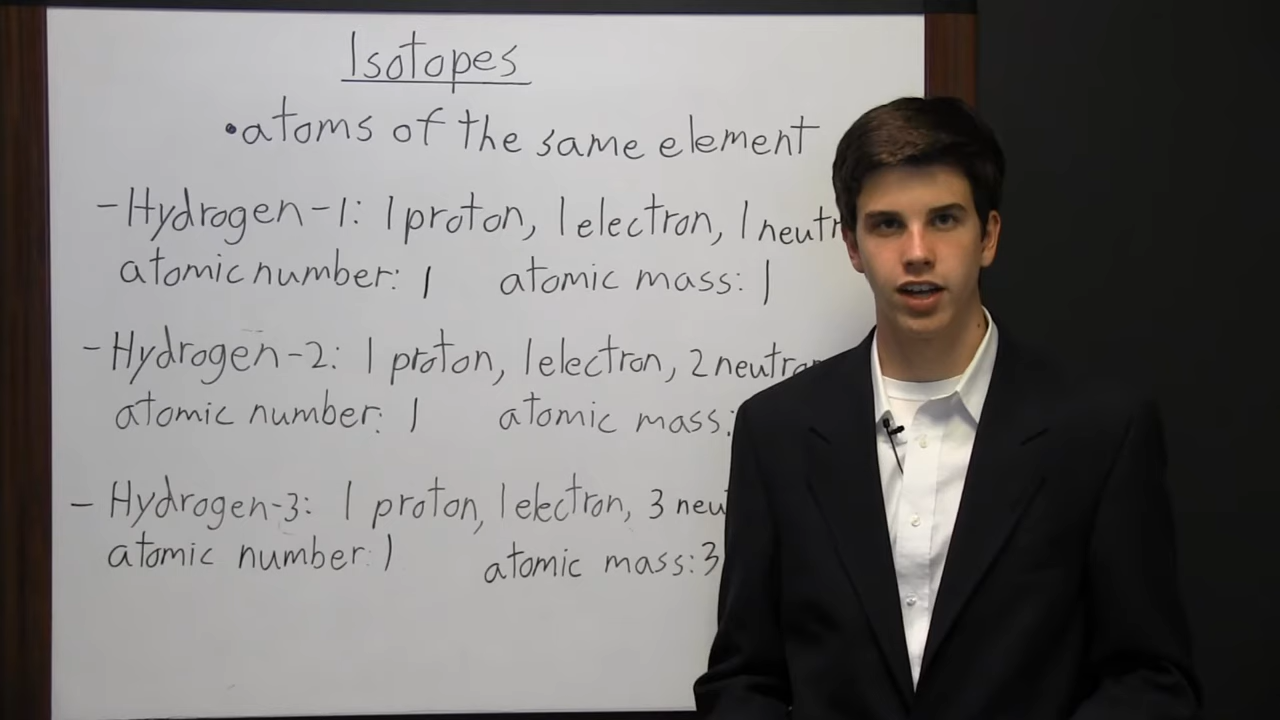 Isotopes
•atoms of the same element
-Hydrogen-1: 1 proton, 1 electron, 1 neutr
atomic number: 1 atomic mass: 1
-Hydrogen-2: 1 proton, 1 electron, 2 neutron
atomic number: 1 atomic mass:
- Hydrogen-3: 1 proton, 1 electron, 3 neu
atomic number: 1 atomic mass: 3